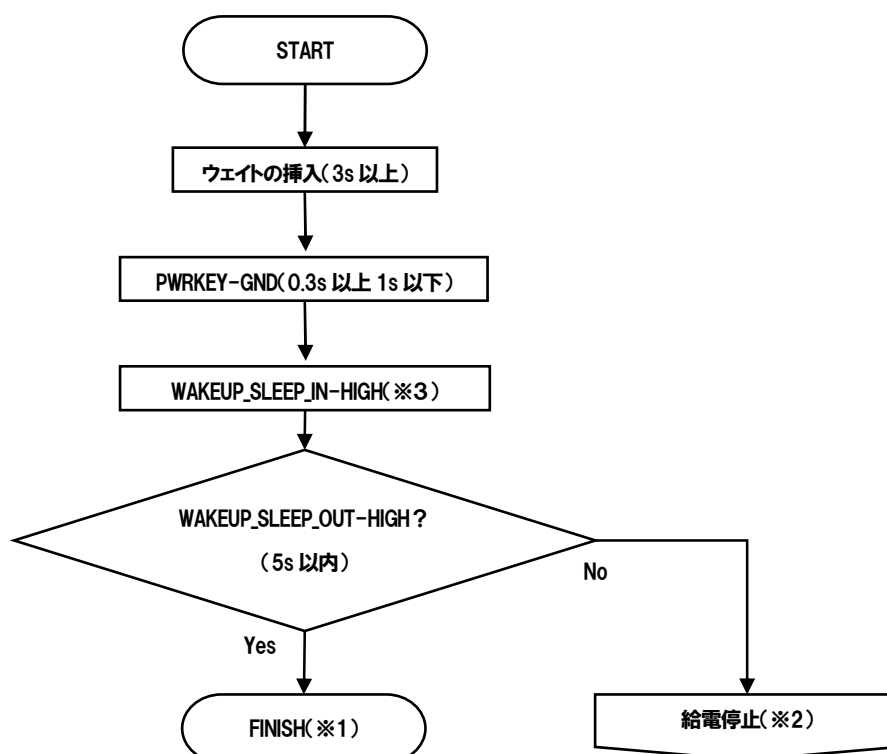 START
ウェイトの挿入(3s 以上)
PWRKEY-GND(0.3s 以上 1s 以下)
WAKEUP_SLEEP_IN-HIGH(※3)
WAKEUP_SLEEP_OUT-HIGH?
(5s 以内)
No
Yes
FINISH(※1)
給電停止(※2)